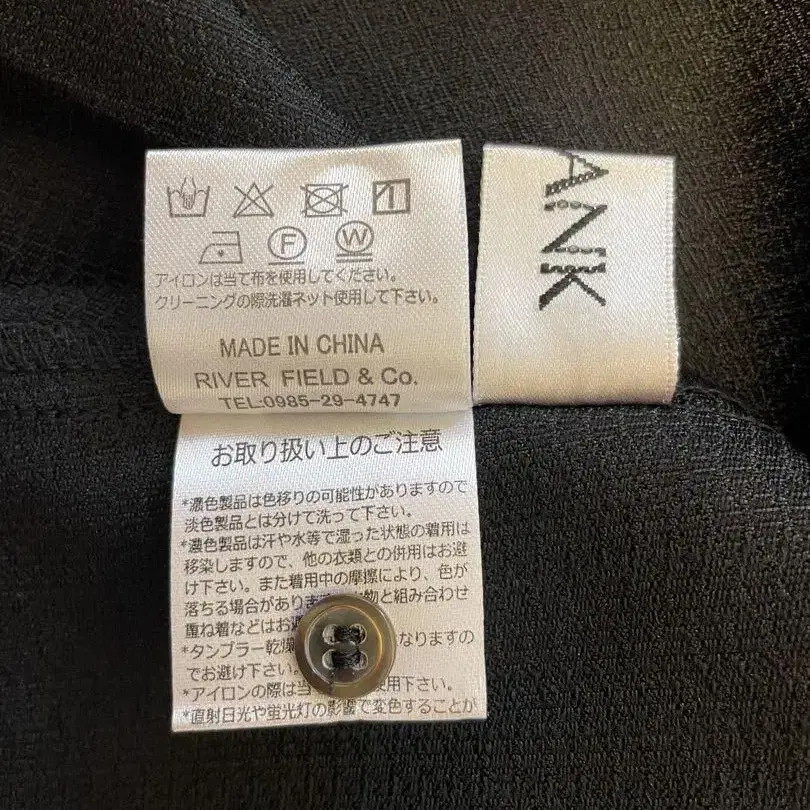 アイロンは当て布を使用してください。
クリーニングの際洗濯ネット使用して下さい。
MADE IN CHINA
RIVER FIELD & Co.
TEL:0985-29-4747
ANK
F
W
お取り扱い上のご注意
*濃色製品は色移りの可能性がありますので
淡色製品とは分けて洗って下さい。
*濃色製品は汗や水等で湿った状態の着用は
移染しますので、他の衣類との併用はお避
け下さい。また着用中の摩擦により、色が
落ちる場合があります 物と組み合わせ
重ね着などはお避
*タンブラー乾燥 なりますの
でお避け下さい。
*アイロンの際は当 使用下さい。
*直射日光や蛍光灯の影響で変色することが